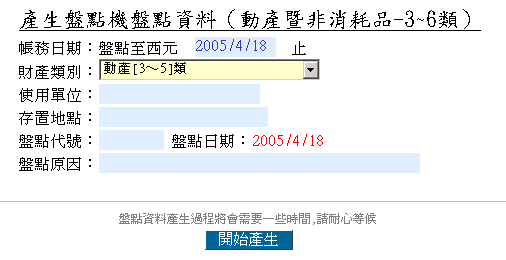 產生盤點機盤點資料（動產暨非消耗品-3~6類）
帳務日期：盤點至西元 2005/4/18 止
財產類別：動產[3～5]類
使用單位：
存置地點：
盤點代號： 盤點日期：2005/4/18
盤點原因：
盤點資料產生過程將會需要一些時間,請耐心等候
開始產生